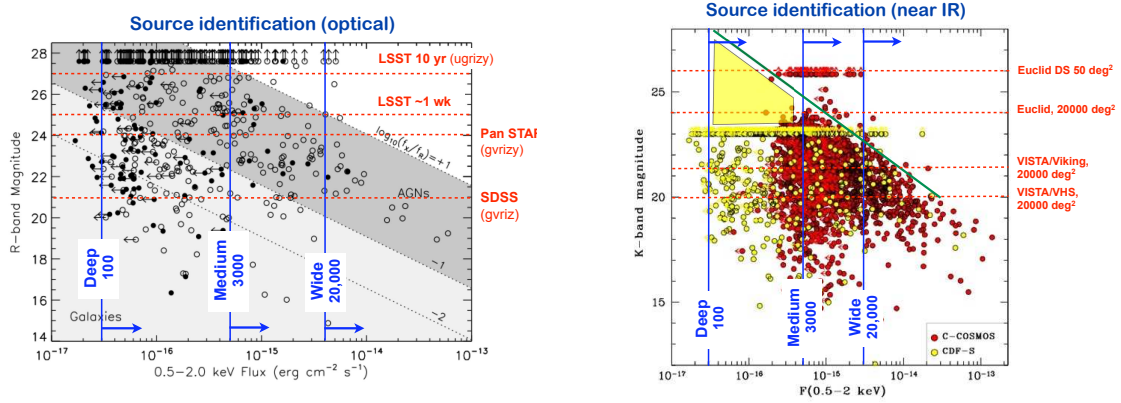 Source identification (optical)
28
26
24
22
20
18
16
14
R-band Magnitude
LSST 10 yr (ugrizy)
LSST ~1 wk
Pan STAF
(gvrizy)
SDSS
(gvriz)
log₁₀(fₓ/fR)=+1
AGNs
−1
−2
Galaxies
Deep
100
Medium
3000
Wide
20,000
10⁻¹⁷
10⁻¹⁶
10⁻¹⁵
10⁻¹⁴
10⁻¹³
0.5−2.0 keV Flux (erg cm⁻² s⁻¹)
Source identification (near IR)
25
20
15
K-band magnitude
Euclid DS 50 deg²
Euclid, 20000 deg²
VISTA/Viking,
20000 deg²
VISTA/VHS,
20000 deg²
Deep
100
Medium
3000
Wide
20,000
C-COSMOS
CDF-S
10⁻¹⁷
10⁻¹⁶
10⁻¹⁵
10⁻¹⁴
10⁻¹³
F(0.5−2 keV)